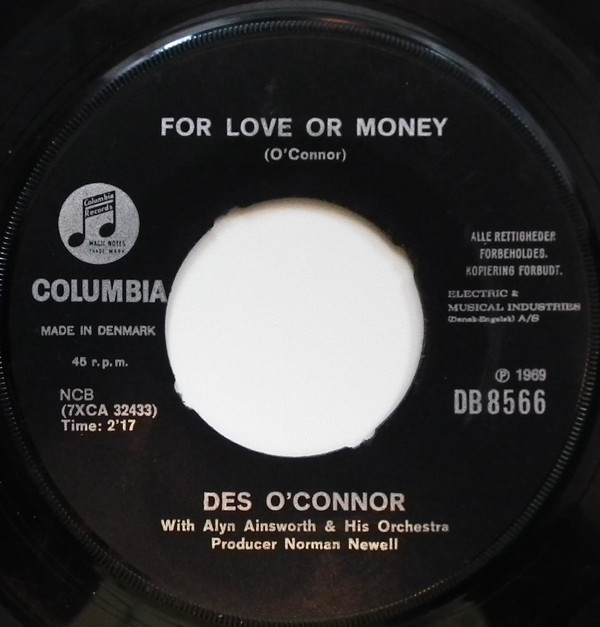 FOR LOVE OR MONEY
(O'Connor)
Columbia
Records
MAGIC NOTES
TRADE MARK
COLUMBIA
MADE IN DENMARK
45 r.p.m.
NCB
(7XCA 32433)
Time: 2'17
ALLE RETTIGHEDER
FORBEHOLDES.
KOPIERING FORBUDT.
ELECTRIC &
MUSICAL INDUSTRIES
(Dansk-Engelsk) A/S
℗ 1969
DB 8566
DES O'CONNOR
With Alyn Ainsworth & His Orchestra
Producer Norman Newell